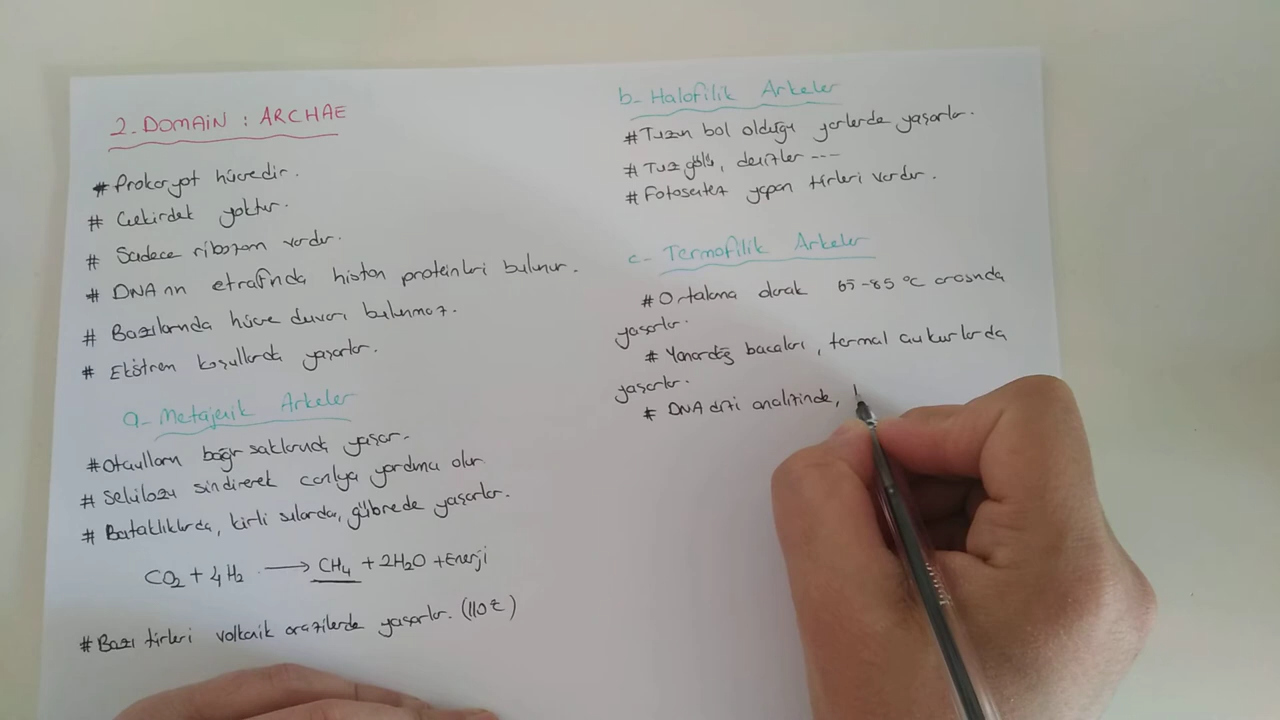 2. DOMAIN : ARCHAE
# Prokaryot hücredir.
# Çekirdek yoktur.
# Sadece ribozom vardır.
# DNA nın etrafında histon proteinleri bulunur.
# Bazılarında hücre duvarı bulunmaz.
# Ekstrem koşullarda yaşarlar.
a- Metajenik Arkeler
# Otçulların bağırsaklarında yaşar.
# Selülozu sindirerek canlıya yardımcı olur
# Bataklıklarda, kirli sularda, gübrede yaşarlar.
CO2 + 4H2 → CH4 + 2H2O + Enerji
# Bazı türleri volkanik arazilerde yaşarlar. (110 )
b- Halofilik Arkeler
# Tuzun bol olduğu yerlerde yaşarlar.
# Tuz gölü, denizler ---
# Fotosentez yapan türleri vardır.
c- Termofilik Arkeler
# Ortalama olarak 65-85 °C arasında
yaşarlar.
# Yanardağ bacaları, termal çukurlarda
yaşarlar.
# DNA dizi analizinde,